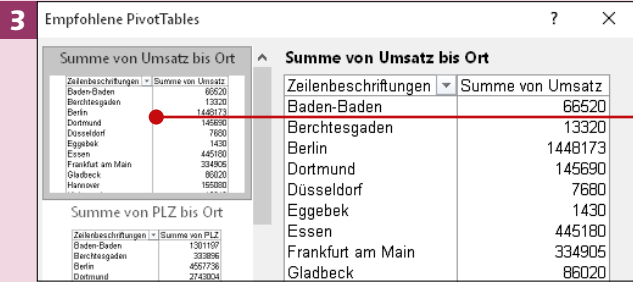 3
Empfohlene PivotTables ? ×
Summe von Umsatz bis Ort
Zeilenbeschriftungen Summe von Umsatz
Baden-Baden 66520
Berchtesgaden 13320
Berlin 1448173
Dortmund 145690
Düsseldorf 7680
Eggebek 1430
Essen 445180
Frankfurt am Main 334905
Gladbeck 86020
Hannover 155080
Summe von PLZ bis Ort
Zeilenbeschriftungen Summe von PLZ
Baden-Baden 1301197
Berchtesgaden 333896
Berlin 4557736
Dortmund 2743004
Summe von Umsatz bis Ort
Zeilenbeschriftungen Summe von Umsatz
Baden-Baden 66520
Berchtesgaden 13320
Berlin 1448173
Dortmund 145690
Düsseldorf 7680
Eggebek 1430
Essen 445180
Frankfurt am Main 334905
Gladbeck 86020